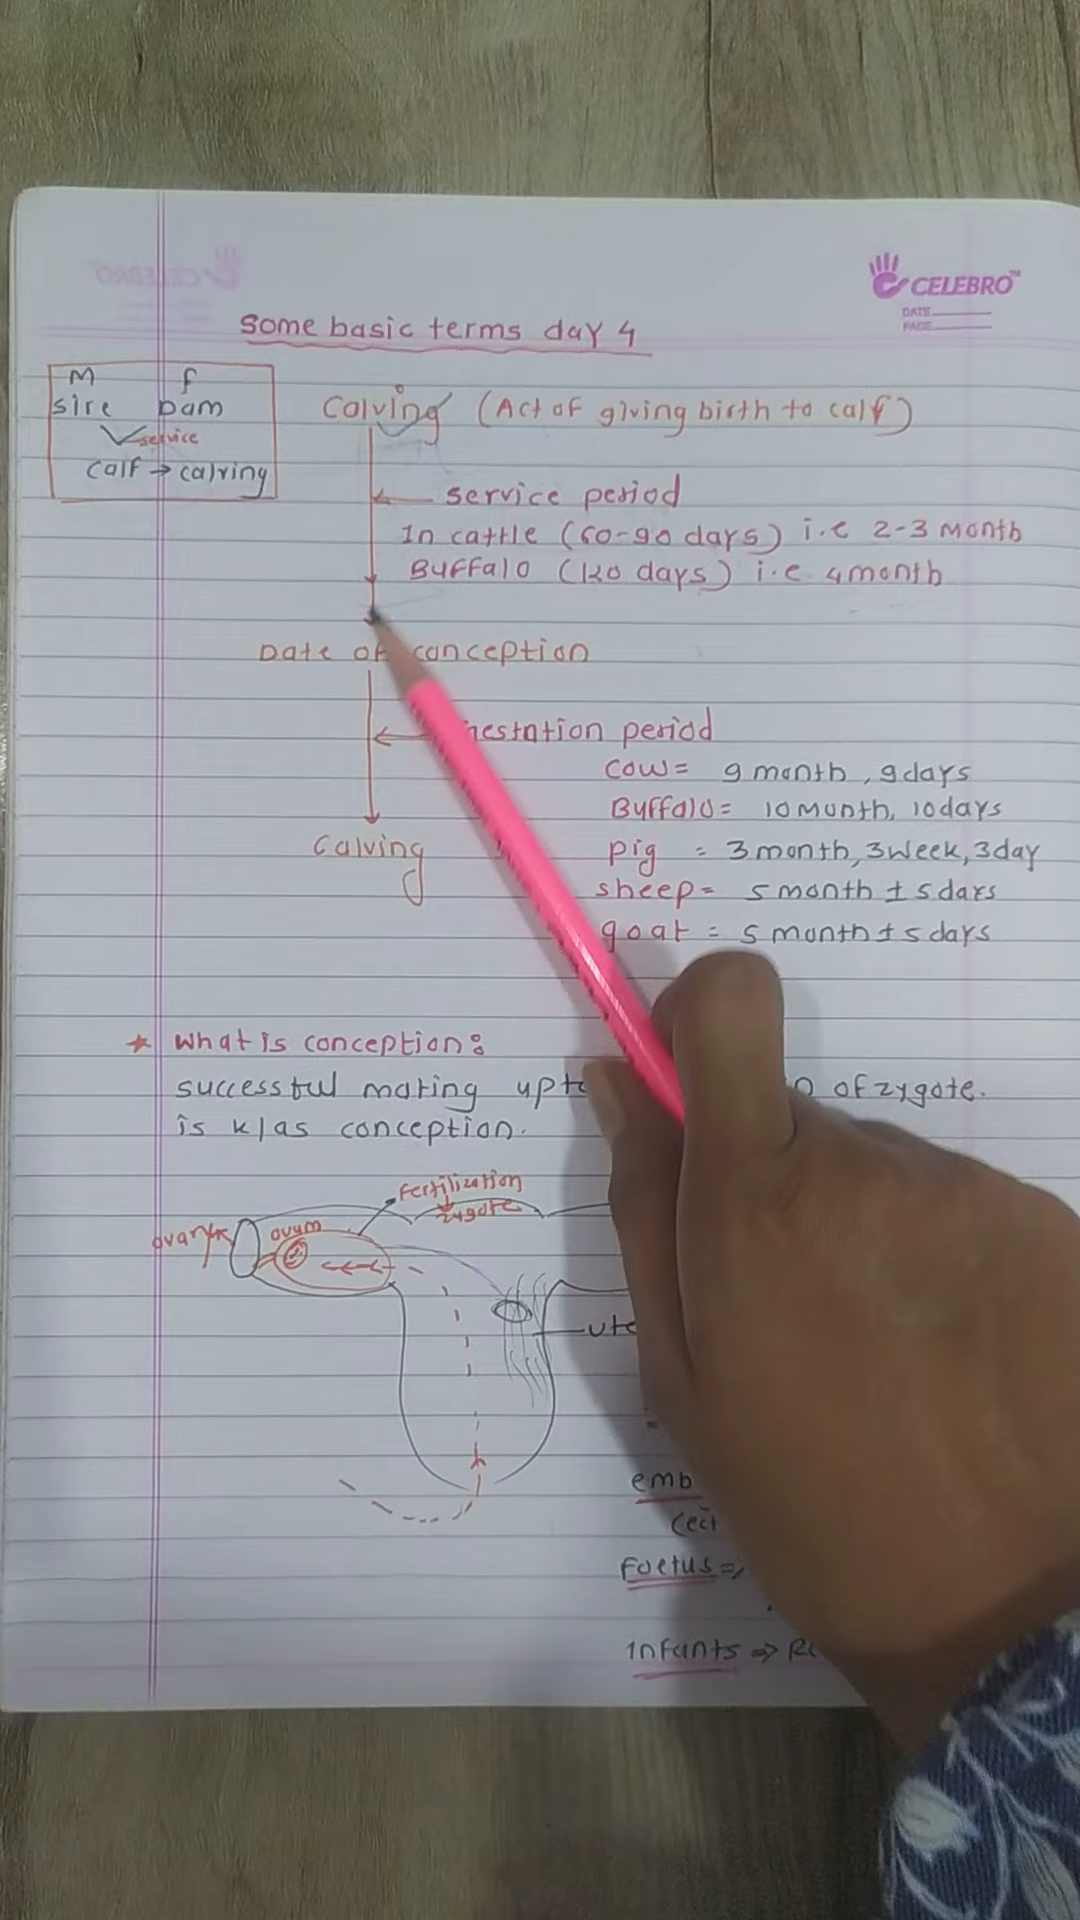 CELEBRO
DATE
PAGE
some basic terms day 4
M f
sire Dam
service
calf → calving
Calving (Act of giving birth to calf)
service period
In cattle (60-90 days) i.e 2-3 month
Buffalo (120 days) i.e 4 month
Date of conception
period
cow = 9 month, 9 days
Buffalo = 10 month, 10 days
pig = 3 month, 3 week, 3 day
sheep = 5 month ± 5 days
goat = 5 month ± 5 days
Calving
* what is conception:
successful mating of zygote.
is k/as conception.
Fertilization
zygote
ovary
ovum
Foetus =
infants ⇒